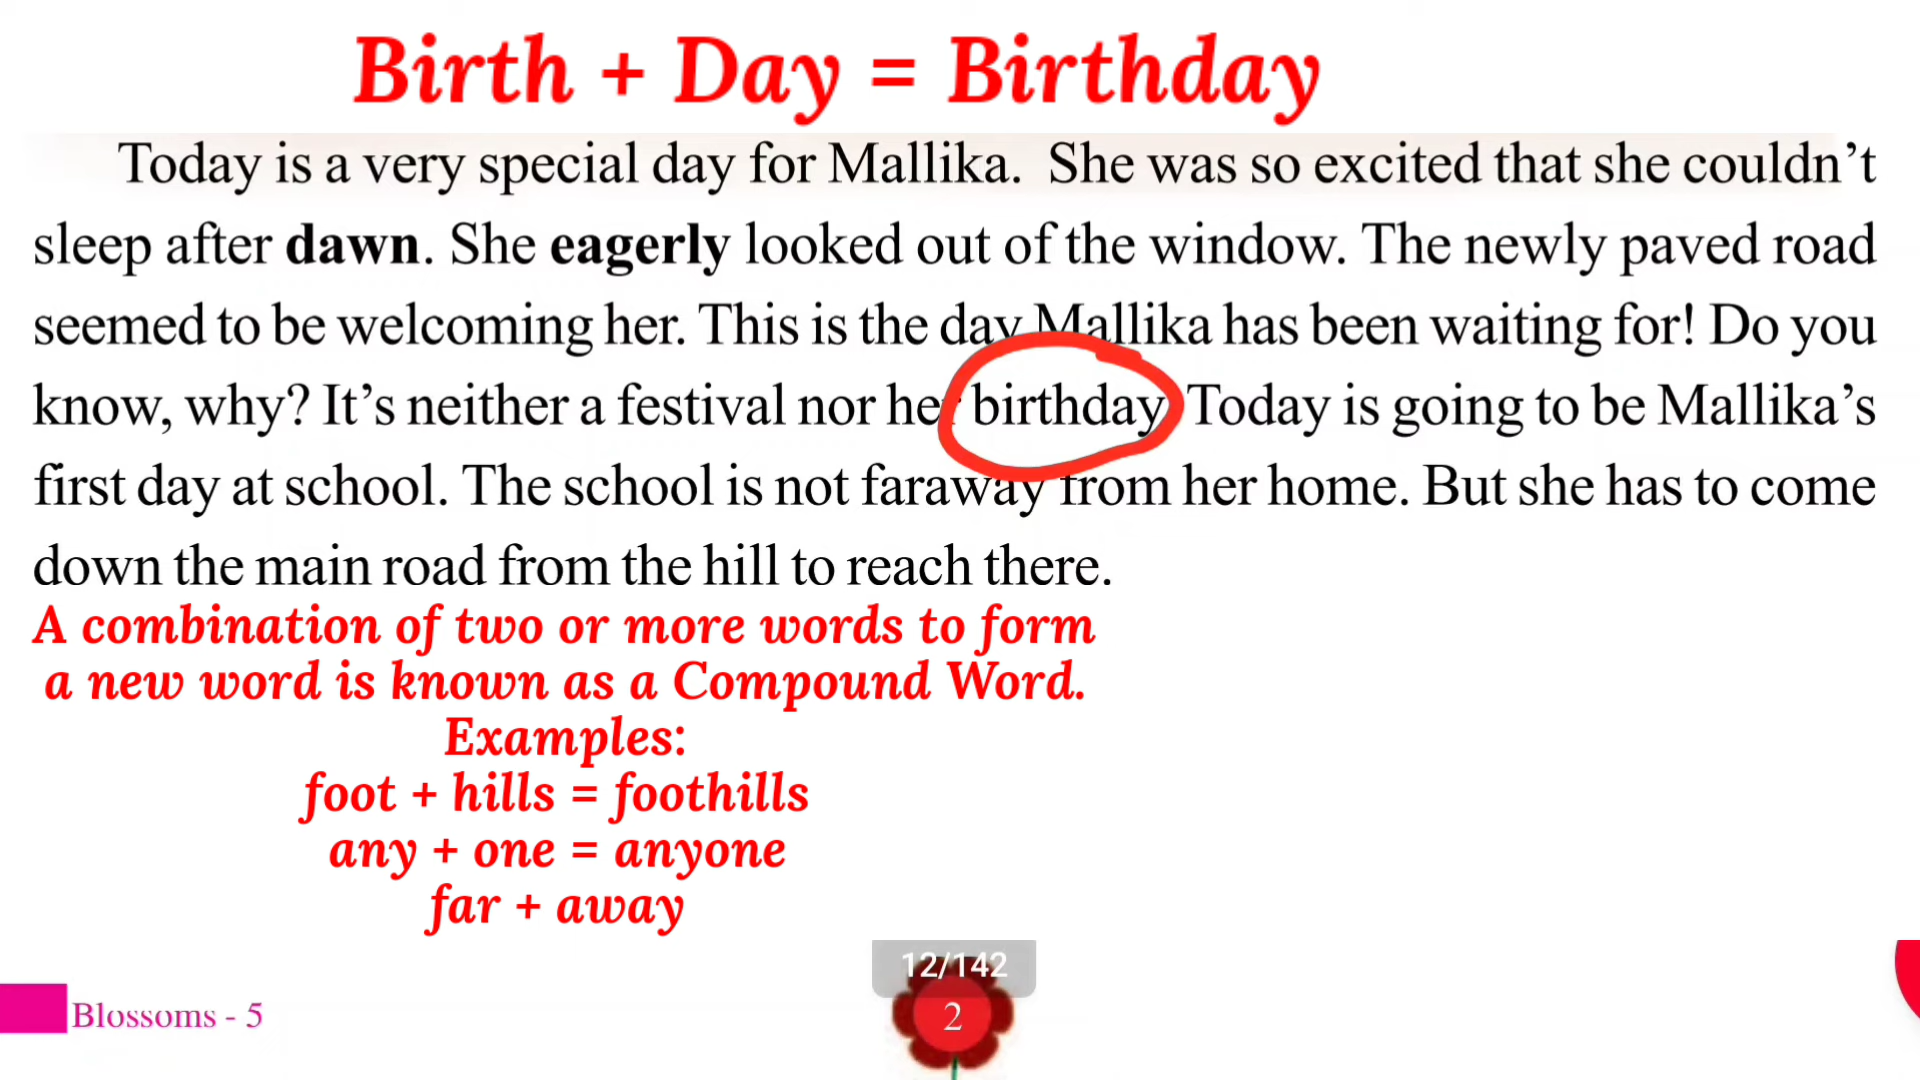 Birth + Day = Birthday
Today is a very special day for Mallika. She was so excited that she couldn’t
sleep after dawn. She eagerly looked out of the window. The newly paved road
seemed to be welcoming her. This is the day Mallika has been waiting for! Do you
know, why? It’s neither a festival nor her birthday. Today is going to be Mallika’s
first day at school. The school is not faraway from her home. But she has to come
down the main road from the hill to reach there.
A combination of two or more words to form
a new word is known as a Compound Word.
Examples:
foot + hills = foothills
any + one = anyone
far + away
12/142
Blossoms - 5
2